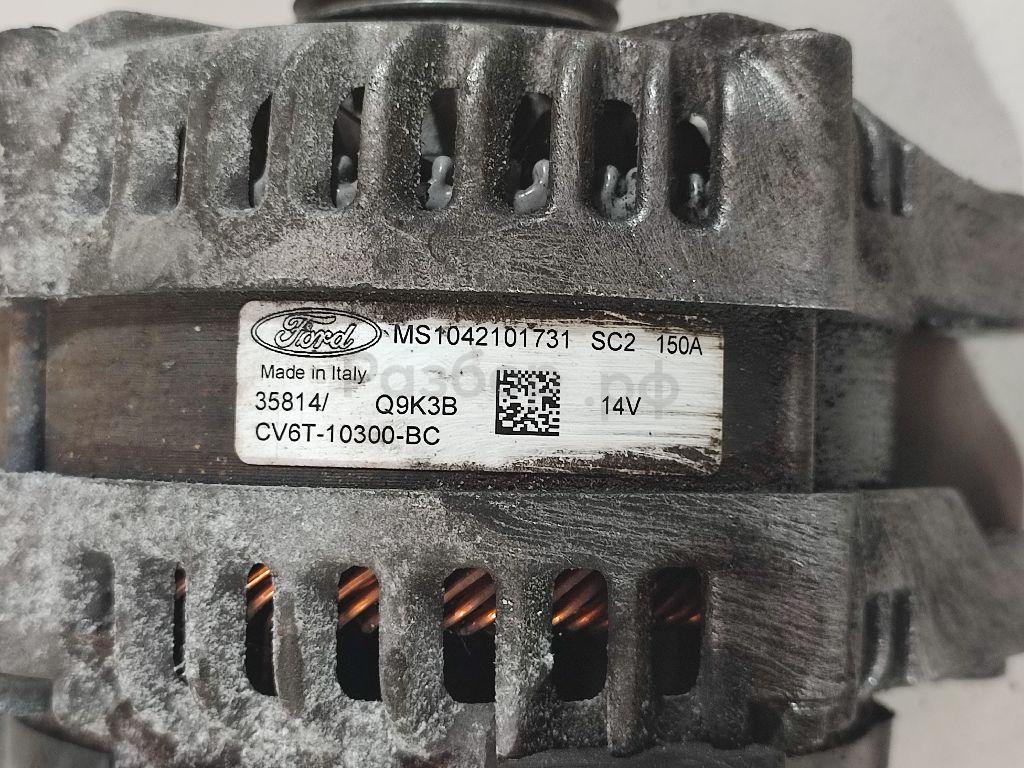 Ford MS1042101731 SC2 150A
Made in Italy
35814/ Q9K3B 14V
CV6T-10300-BC